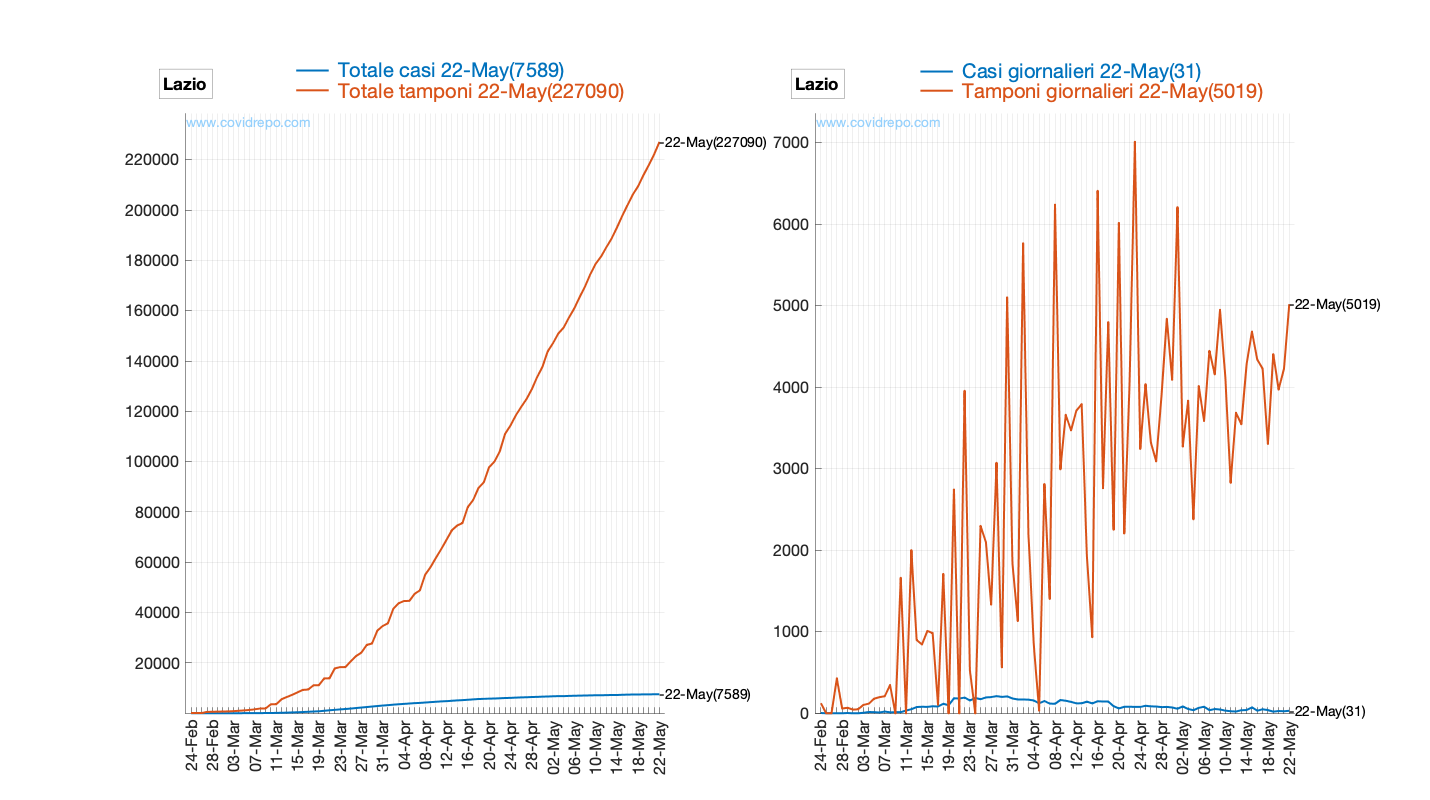 Lazio
Totale casi 22-May(7589)
Totale tamponi 22-May(227090)
www.covidrepo.com
22-May(227090)
220000
200000
180000
160000
140000
120000
100000
80000
60000
40000
20000
22-May(7589)
24-Feb
28-Feb
03-Mar
07-Mar
11-Mar
15-Mar
19-Mar
23-Mar
27-Mar
31-Mar
04-Apr
08-Apr
12-Apr
16-Apr
20-Apr
24-Apr
28-Apr
02-May
06-May
10-May
14-May
18-May
22-May
Lazio
Casi giornalieri 22-May(31)
Tamponi giornalieri 22-May(5019)
www.covidrepo.com
7000
6000
5000
22-May(5019)
4000
3000
2000
1000
0
22-May(31)
24-Feb
28-Feb
03-Mar
07-Mar
11-Mar
15-Mar
19-Mar
23-Mar
27-Mar
31-Mar
04-Apr
08-Apr
12-Apr
16-Apr
20-Apr
24-Apr
28-Apr
02-May
06-May
10-May
14-May
18-May
22-May